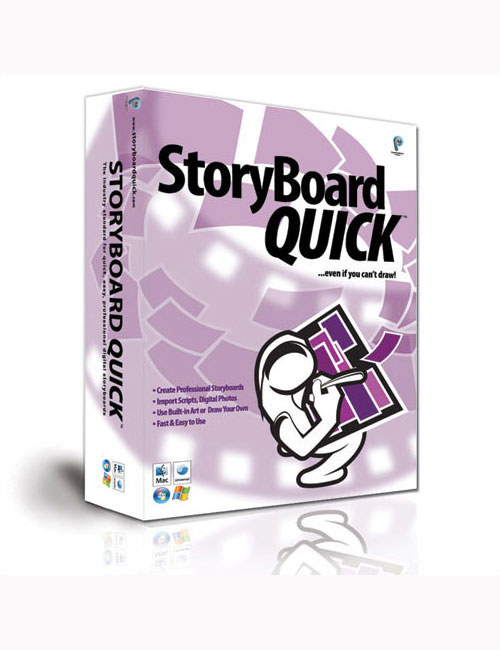 www.storyboardquick.com
STORYBOARD QUICK™
The industry standard for quick, easy, professional digital storyboards
StoryBoard
QUICK™
...even if you can't draw!
• Create Professional Storyboards
• Import Scripts, Digital Photos
• Use Built-in Art or Draw Your Own
• Fast & Easy to Use
Mac
Universal